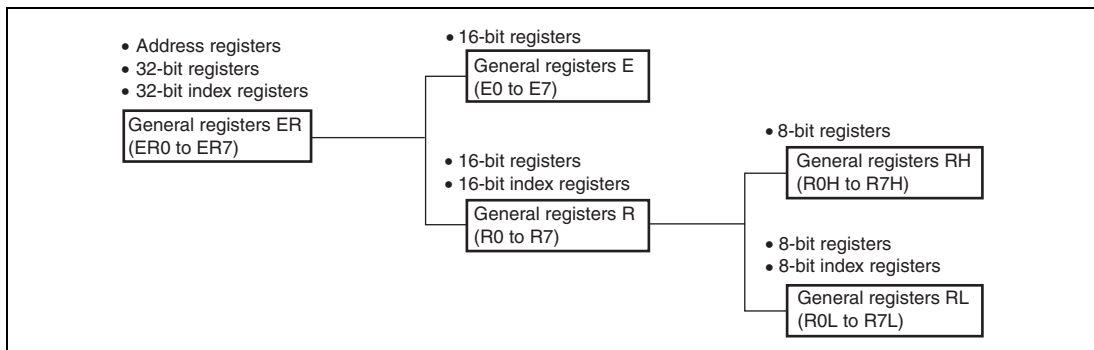 • Address registers
• 32-bit registers
• 32-bit index registers
General registers ER
(ER0 to ER7)
• 16-bit registers
General registers E
(E0 to E7)
• 16-bit registers
• 16-bit index registers
General registers R
(R0 to R7)
• 8-bit registers
General registers RH
(R0H to R7H)
• 8-bit registers
• 8-bit index registers
General registers RL
(R0L to R7L)